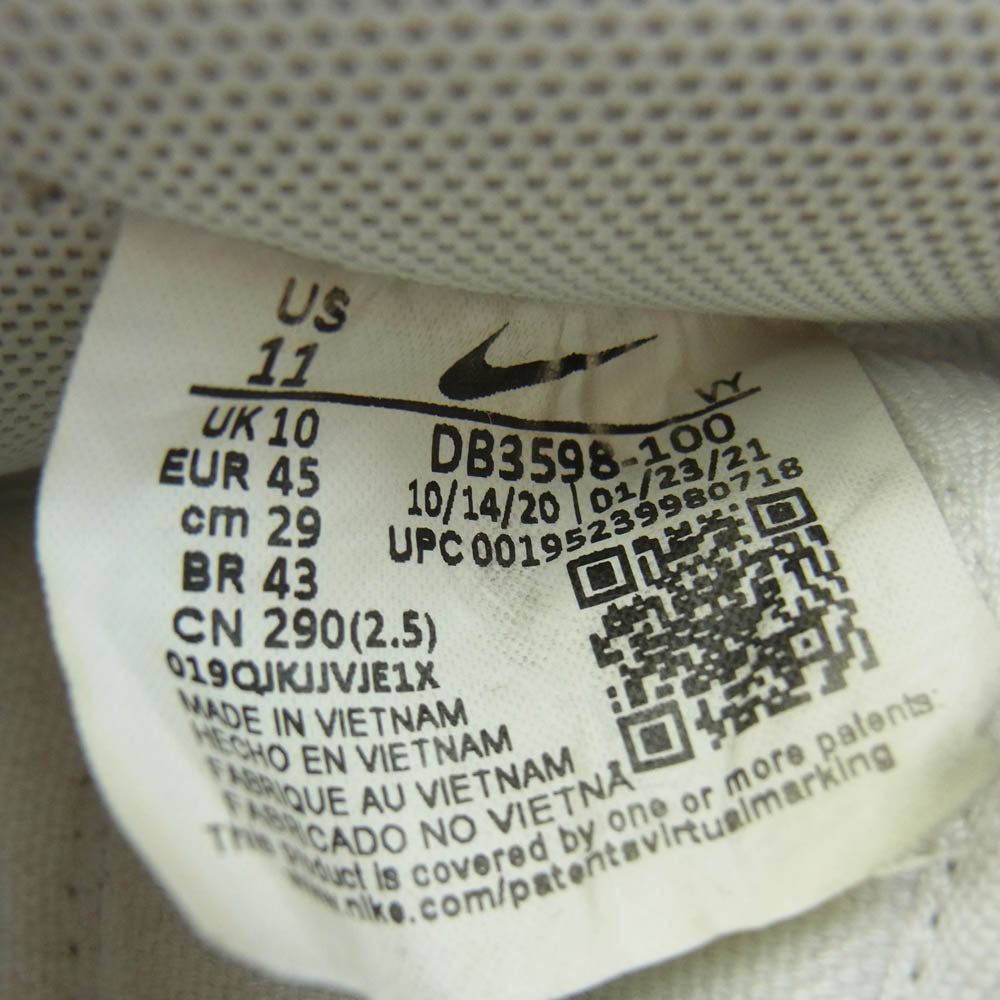 US
11
VY
UK 10
EUR 45
cm 29
BR 43
CN 290(2.5)
DB3598-100
10/14/20 | 01/23/21
UPC 00195239980718
019QJKJJVJE1X
MADE IN VIETNAM
HECHO EN VIETNAM
FABRIQUE AU VIETNAM
FABRICADO NO VIETNÃ
This product is covered by one or more patents:
www.nike.com/patentsvirtualmarking